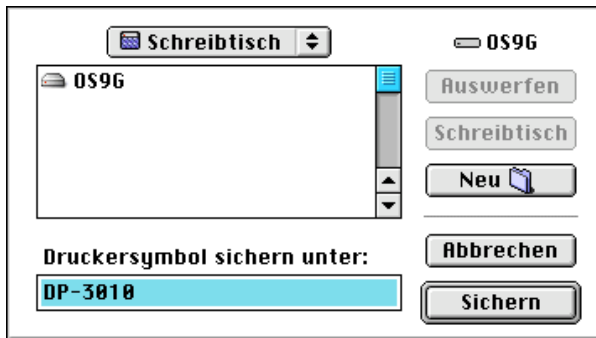 Schreibtisch
OS9G
OS9G
Auswerfen
Schreibtisch
Neu
Druckersymbol sichern unter:
Abbrechen
DP-3010
Sichern